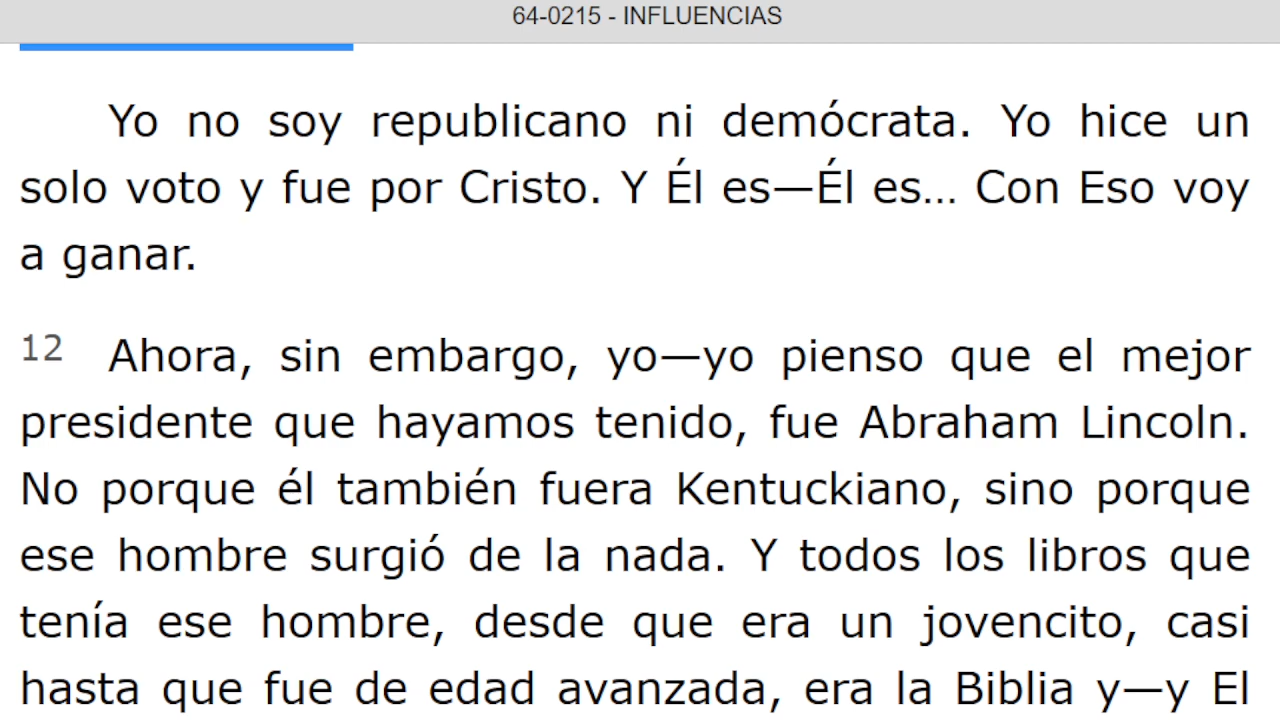 64-0215 - INFLUENCIAS
Yo no soy republicano ni demócrata. Yo hice un
solo voto y fue por Cristo. Y Él es—Él es... Con Eso voy
a ganar.
12 Ahora, sin embargo, yo—yo pienso que el mejor
presidente que hayamos tenido, fue Abraham Lincoln.
No porque él también fuera Kentuckiano, sino porque
ese hombre surgió de la nada. Y todos los libros que
tenía ese hombre, desde que era un jovencito, casi
hasta que fue de edad avanzada, era la Biblia y—y El